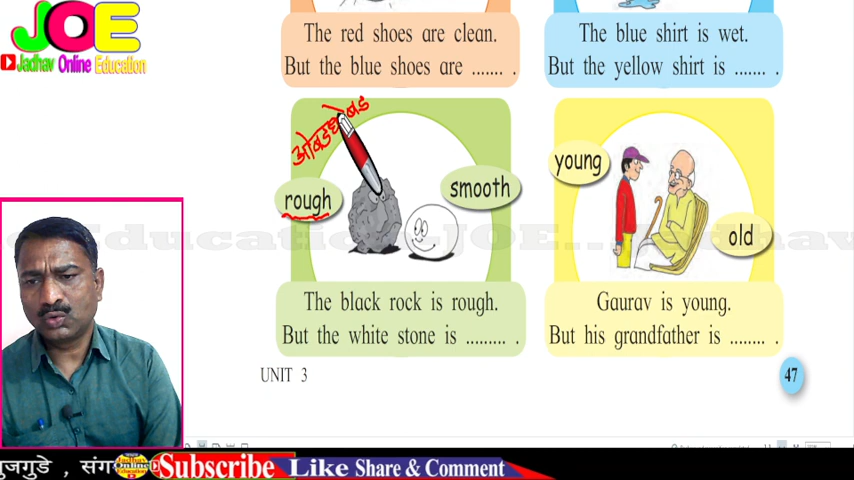 JOE
Jadhav Online Education
The red shoes are clean.
But the blue shoes are ....... .
The blue shirt is wet.
But the yellow shirt is ....... .
ओबडधोबड
rough
smooth
young
old
The black rock is rough.
But the white stone is ......... .
Gaurav is young.
But his grandfather is ........ .
UNIT 3
47
जगुडे , संग
Subscribe Like Share & Comment